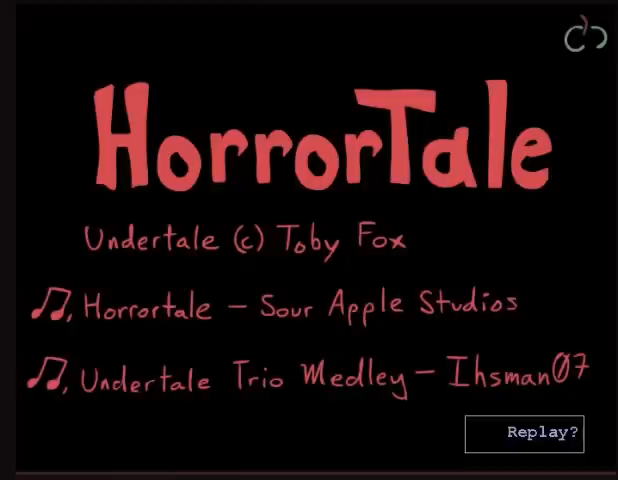 HorrorTale
Undertale (c) Toby Fox
Horrortale - Sour Apple Studios
Undertale Trio Medley - Ihsman07
Replay?